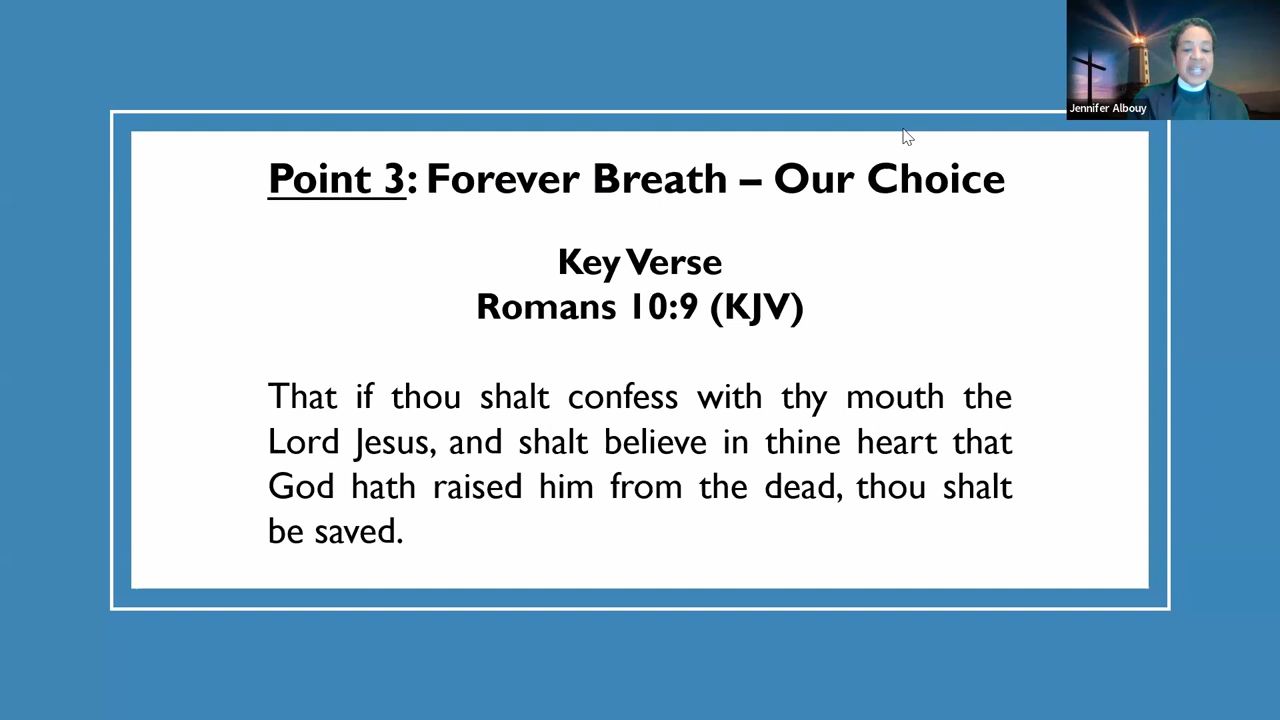 Jennifer Albouy
Point 3: Forever Breath – Our Choice
Key Verse
Romans 10:9 (KJV)
That if thou shalt confess with thy mouth the
Lord Jesus, and shalt believe in thine heart that
God hath raised him from the dead, thou shalt
be saved.